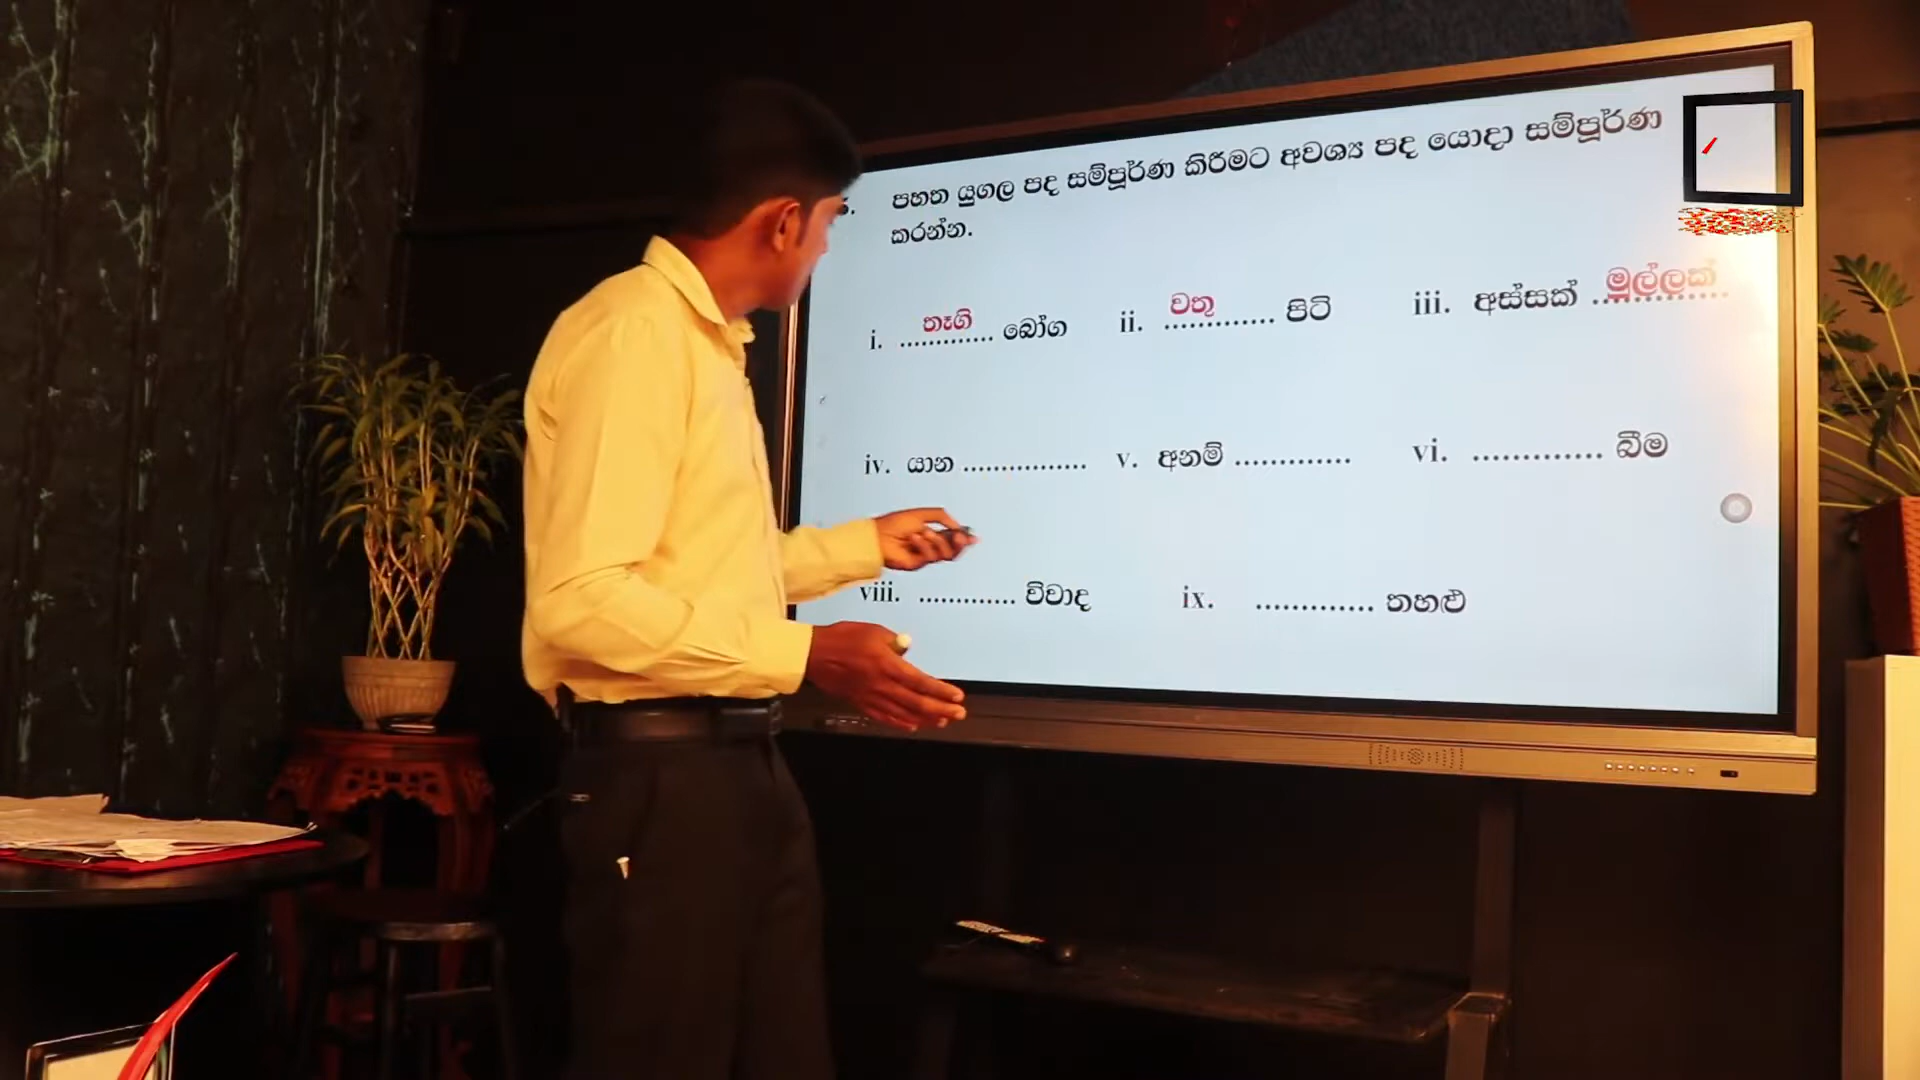 පහත යුගල පද සම්පූර්ණ කිරීමට අවශ්‍ය පද යොදා සම්පූර්ණ
කරන්න.
i. තෑගි ............. බෝග ii. වතු ............. පිටි iii. අස්සක් මුල්ලක් .............
iv. යාන ................ v. අනම් ............. vi. ............. බීම
viii. ............. විවාද ix. ............. තහළු